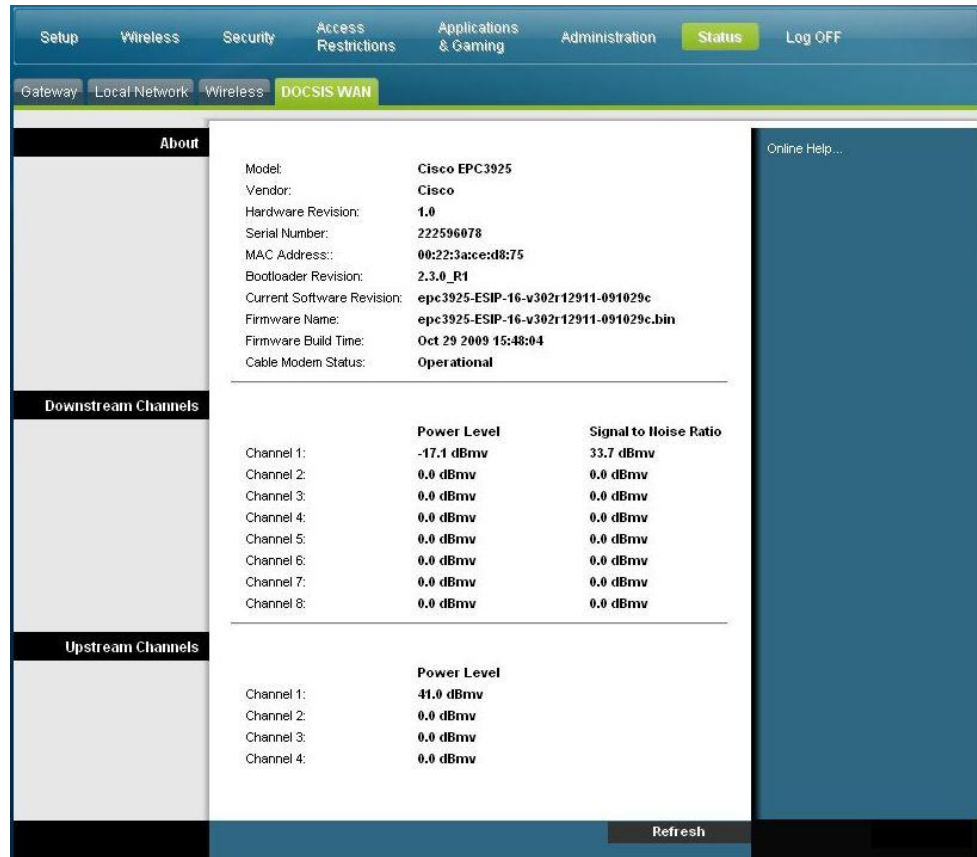 Setup Wireless Security Access Restrictions Applications & Gaming Administration Status Log OFF
Gateway Local Network Wireless DOCSIS WAN
About
Online Help...
Model: Cisco EPC3925
Vendor: Cisco
Hardware Revision: 1.0
Serial Number: 222596078
MAC Address:: 00:22:3a:ce:d8:75
Bootloader Revision: 2.3.0_R1
Current Software Revision: epc3925-ESIP-16-v302r12911-091029c
Firmware Name: epc3925-ESIP-16-v302r12911-091029c.bin
Firmware Build Time: Oct 29 2009 15:48:04
Cable Modem Status: Operational
Downstream Channels
Power Level Signal to Noise Ratio
Channel 1: -17.1 dBmv 33.7 dBmv
Channel 2: 0.0 dBmv 0.0 dBmv
Channel 3: 0.0 dBmv 0.0 dBmv
Channel 4: 0.0 dBmv 0.0 dBmv
Channel 5: 0.0 dBmv 0.0 dBmv
Channel 6: 0.0 dBmv 0.0 dBmv
Channel 7: 0.0 dBmv 0.0 dBmv
Channel 8: 0.0 dBmv 0.0 dBmv
Upstream Channels
Power Level
Channel 1: 41.0 dBmv
Channel 2: 0.0 dBmv
Channel 3: 0.0 dBmv
Channel 4: 0.0 dBmv
Refresh